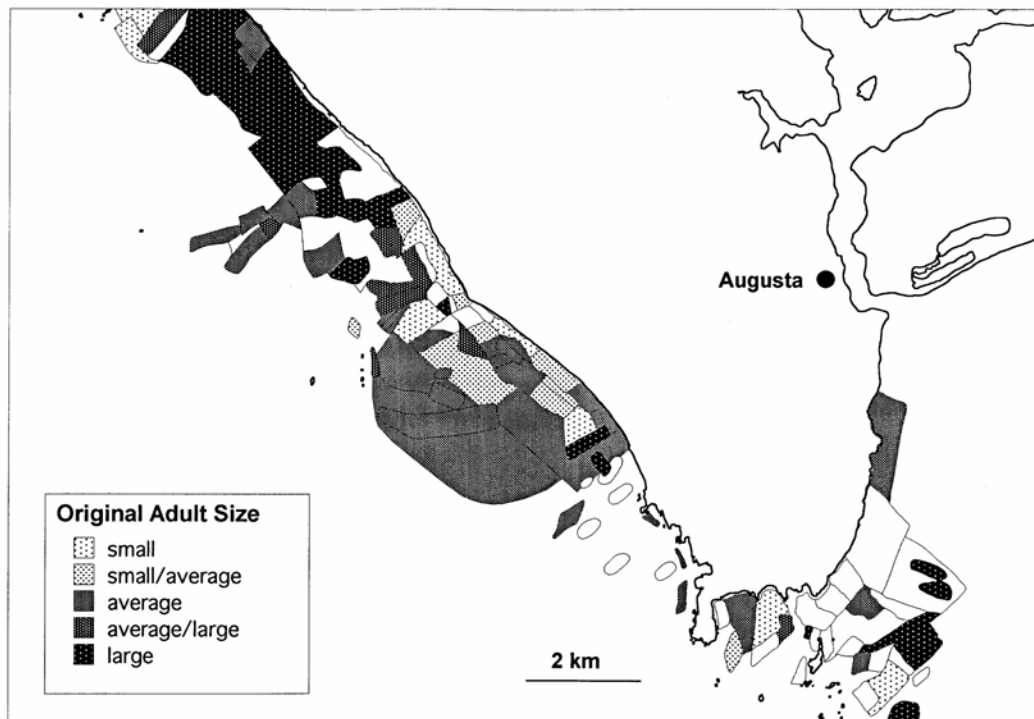 Augusta
Original Adult Size
small
small/average
average
average/large
large
2 km